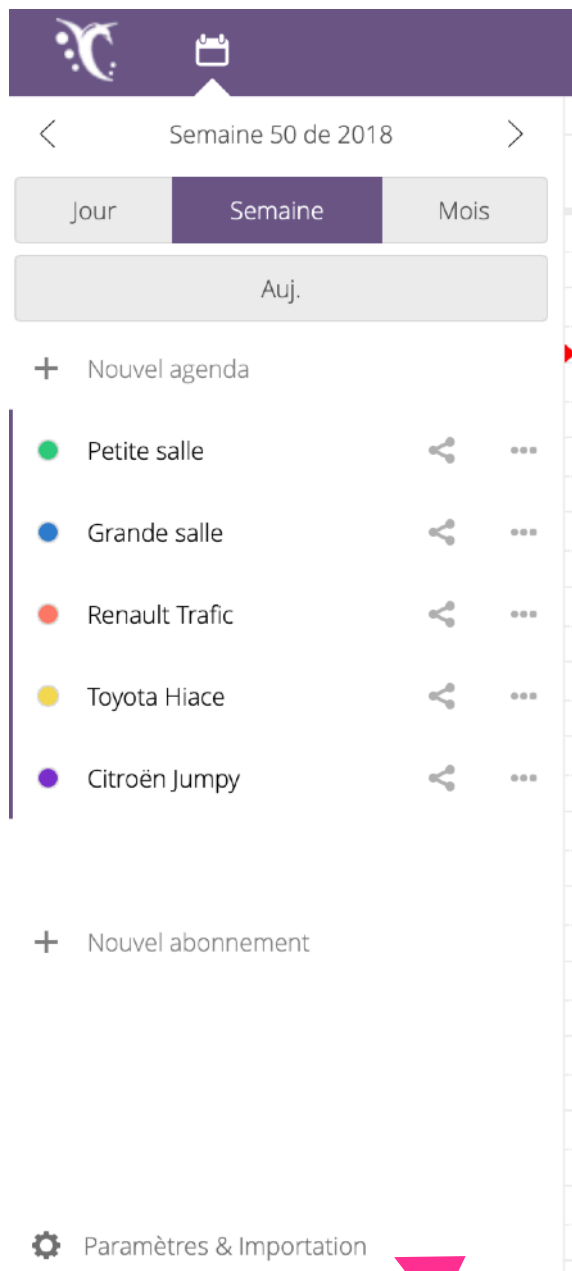 Semaine 50 de 2018
Jour Semaine Mois
Auj.
Nouvel agenda
Petite salle
Grande salle
Renault Trafic
Toyota Hiace
Citroën Jumpy
Nouvel abonnement
Paramètres & Importation